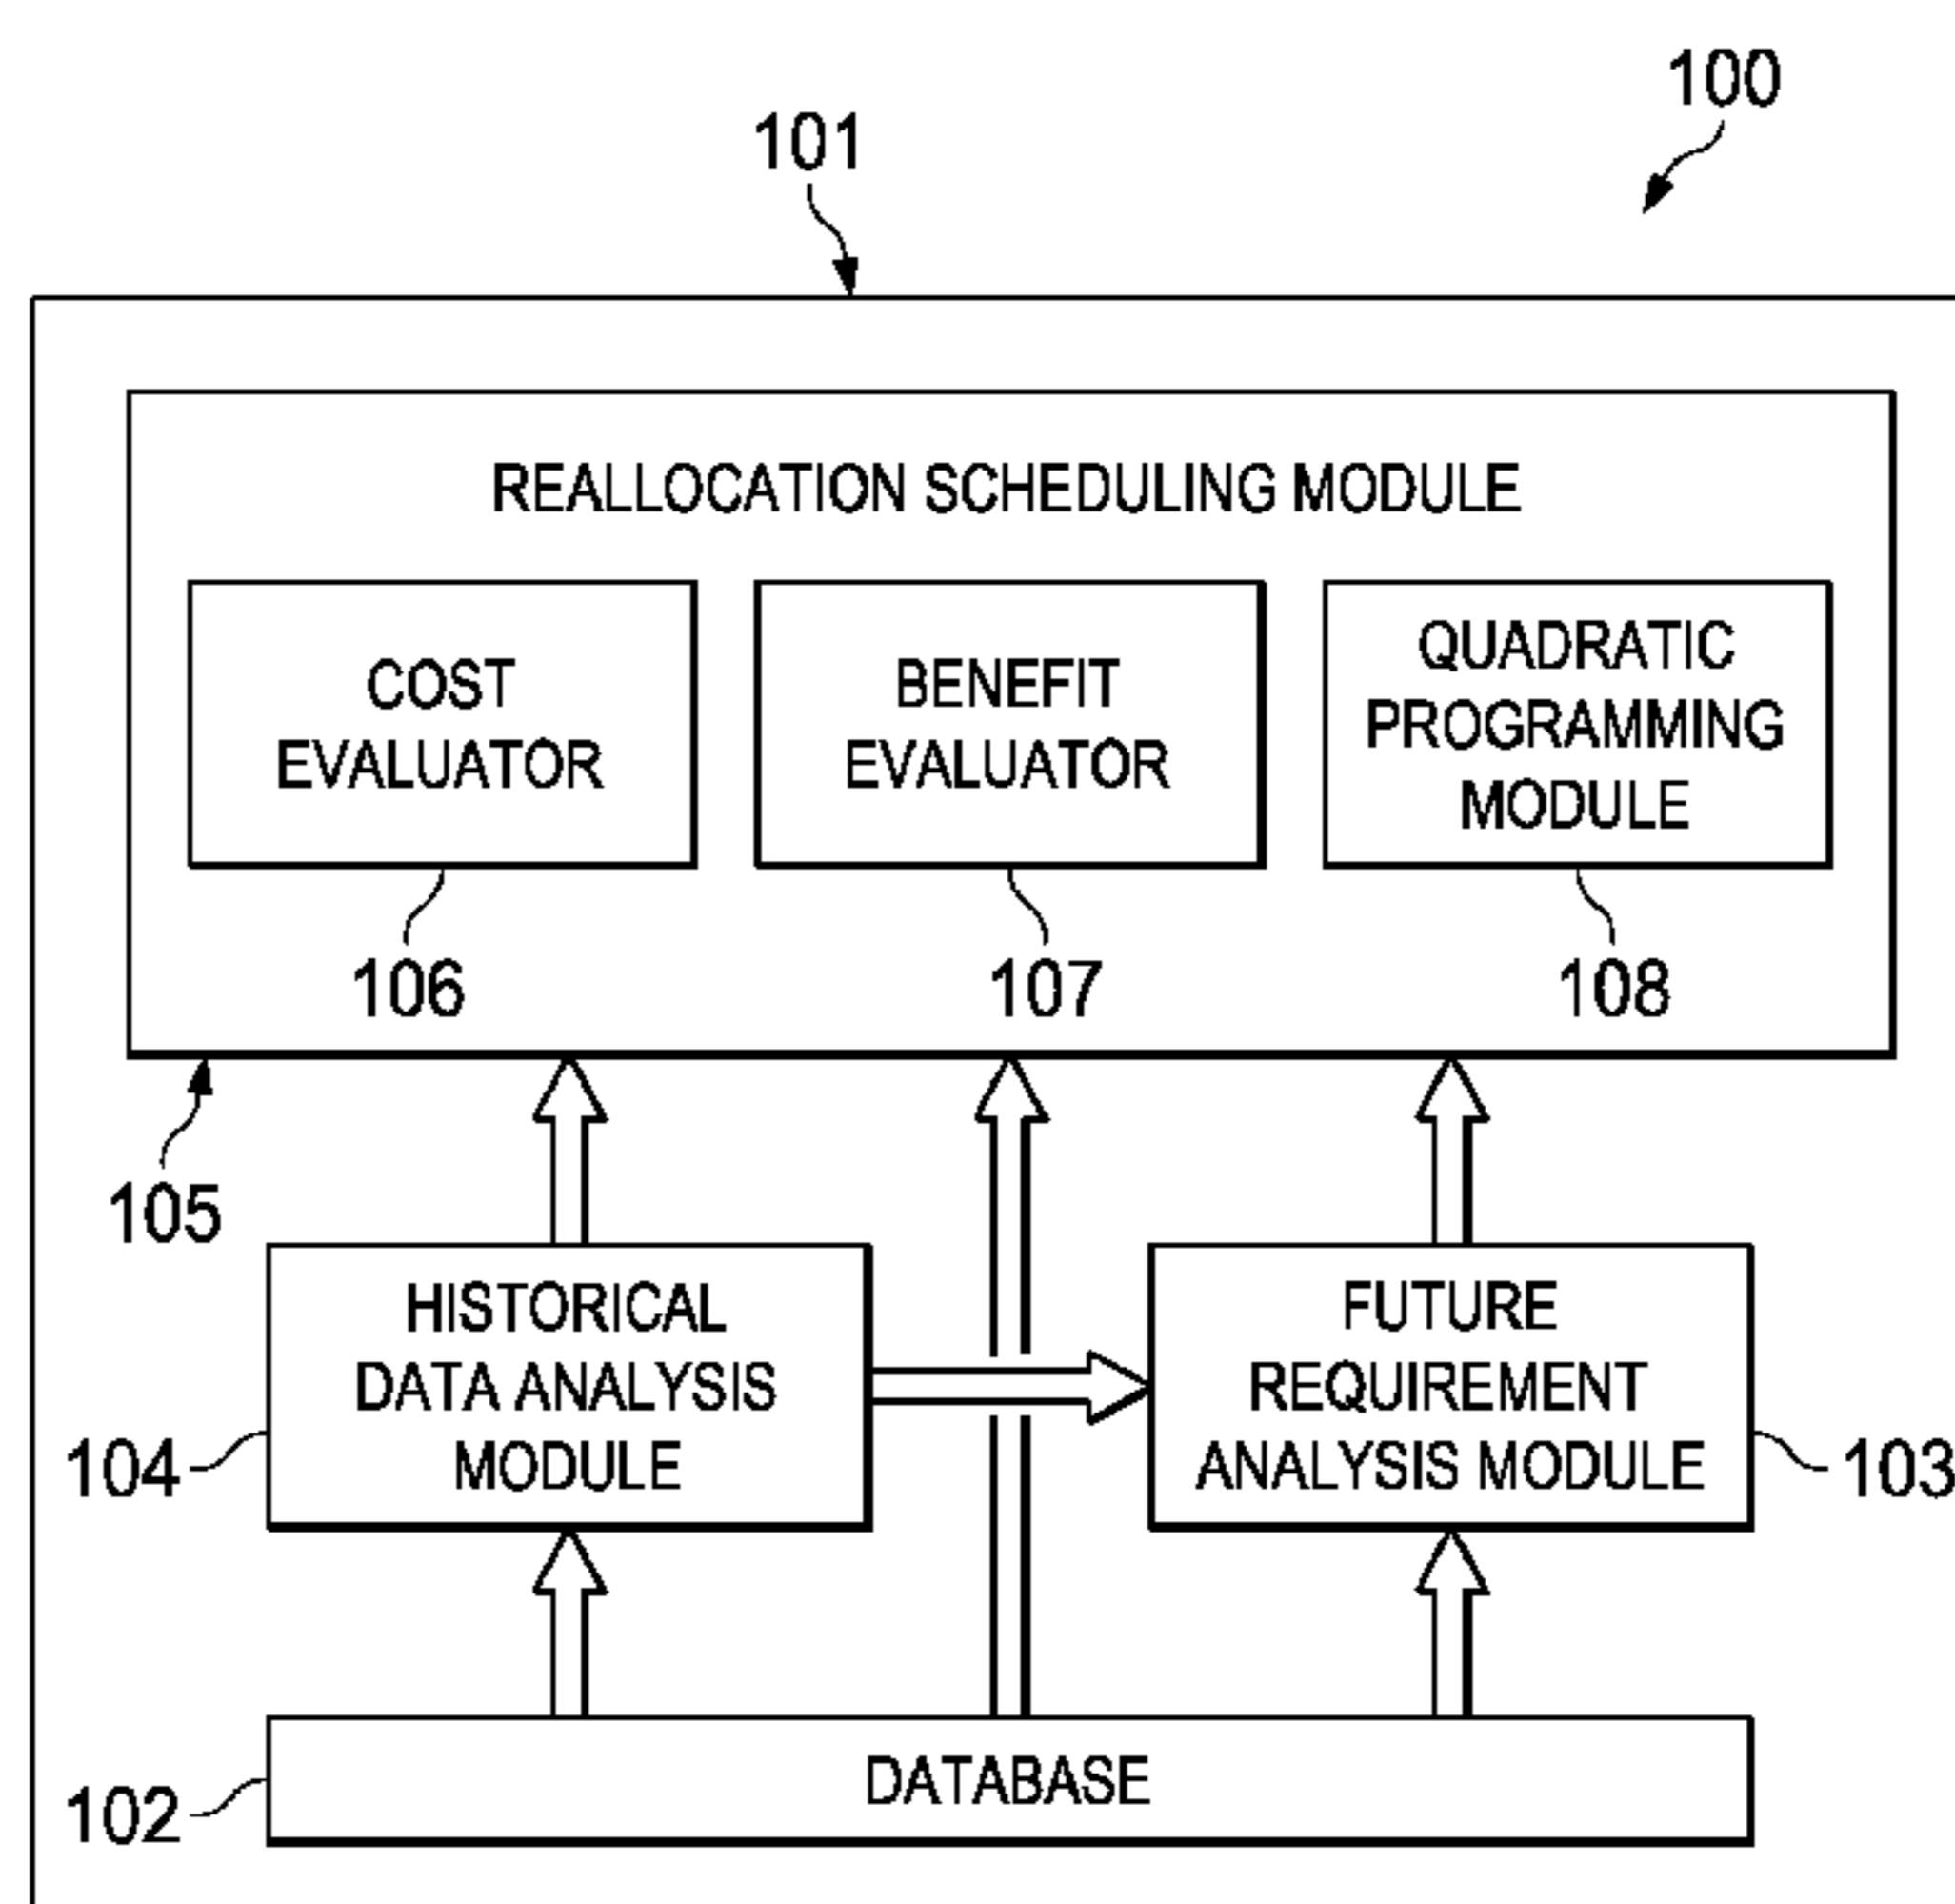 100
101
REALLOCATION SCHEDULING MODULE
COST
EVALUATOR
BENEFIT
EVALUATOR
QUADRATIC
PROGRAMMING
MODULE
106
107
108
105
HISTORICAL
DATA ANALYSIS
MODULE
104
FUTURE
REQUIREMENT
ANALYSIS MODULE
103
DATABASE
102